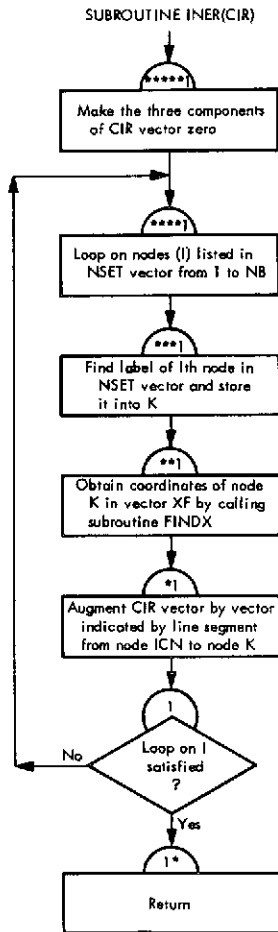 SUBROUTINE INER(CIR)
*****1
Make the three components
of CIR vector zero
****1
Loop on nodes (I) listed in
NSET vector from 1 to NB
***1
Find label of Ith node in
NSET vector and store
it into K
**1
Obtain coordinates of node
K in vector XF by calling
subroutine FINDX
*1
Augment CIR vector by vector
indicated by line segment
from node ICN to node K
1
No
Loop on I
satisfied
?
Yes
1*
Return